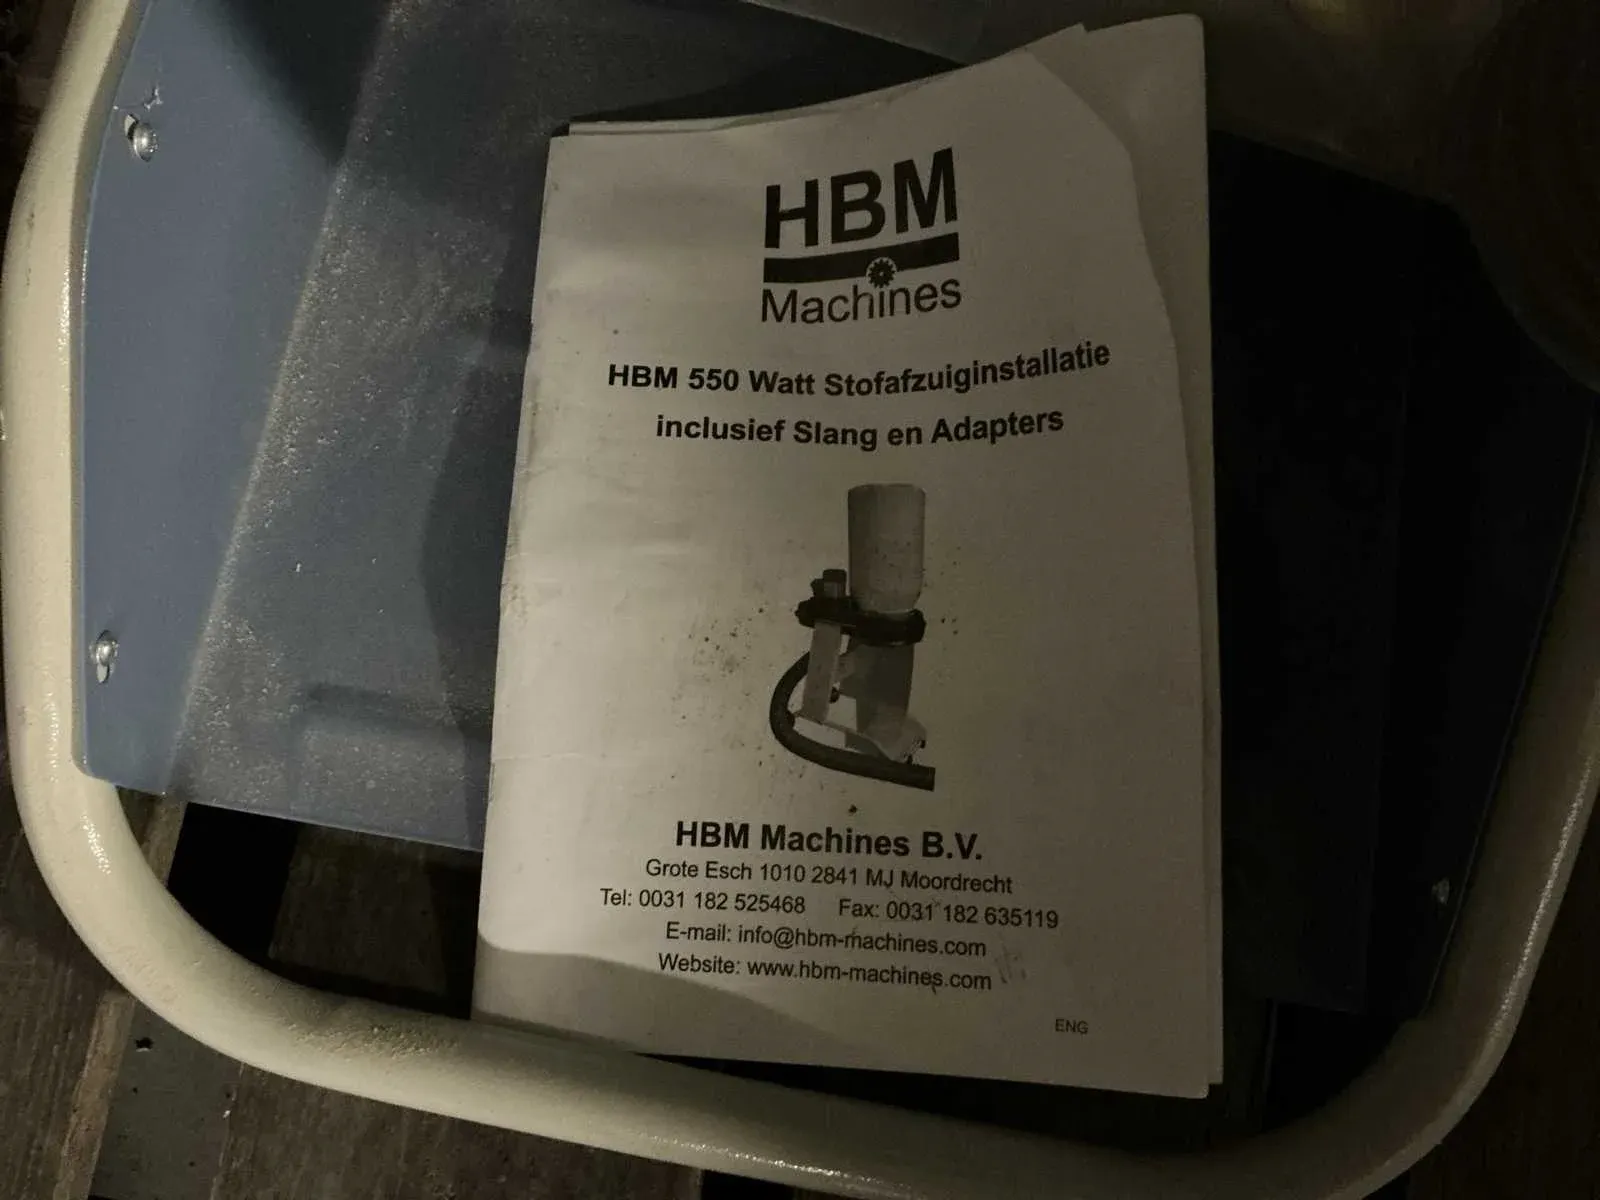 HBM
Machines
HBM 550 Watt Stofafzuiginstallatie
inclusief Slang en Adapters
HBM Machines B.V.
Grote Esch 1010 2841 MJ Moordrecht
Tel: 0031 182 525468 Fax: 0031 182 635119
E-mail: info@hbm-machines.com
Website: www.hbm-machines.com
ENG